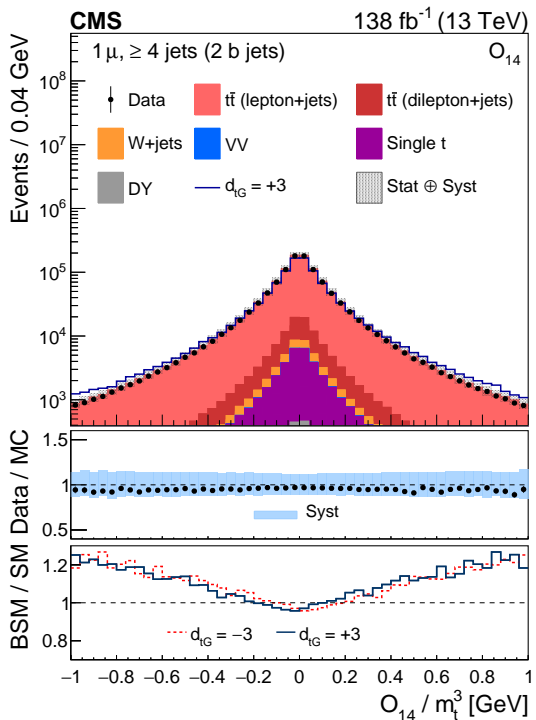 CMS 138 fb⁻¹ (13 TeV)
1 μ, ≥ 4 jets (2 b jets) O₁₄
Data tt̄ (lepton+jets) tt̄ (dilepton+jets)
W+jets VV Single t
DY d_tG = +3 Stat ⊕ Syst
Events / 0.04 GeV
10⁸
10⁷
10⁶
10⁵
10⁴
10³
Data / MC
1.5
1
0.5
Syst
BSM / SM
1.2
1
0.8
d_tG = −3 d_tG = +3
−1 −0.8 −0.6 −0.4 −0.2 0 0.2 0.4 0.6 0.8 1
O₁₄ / m_t³ [GeV]